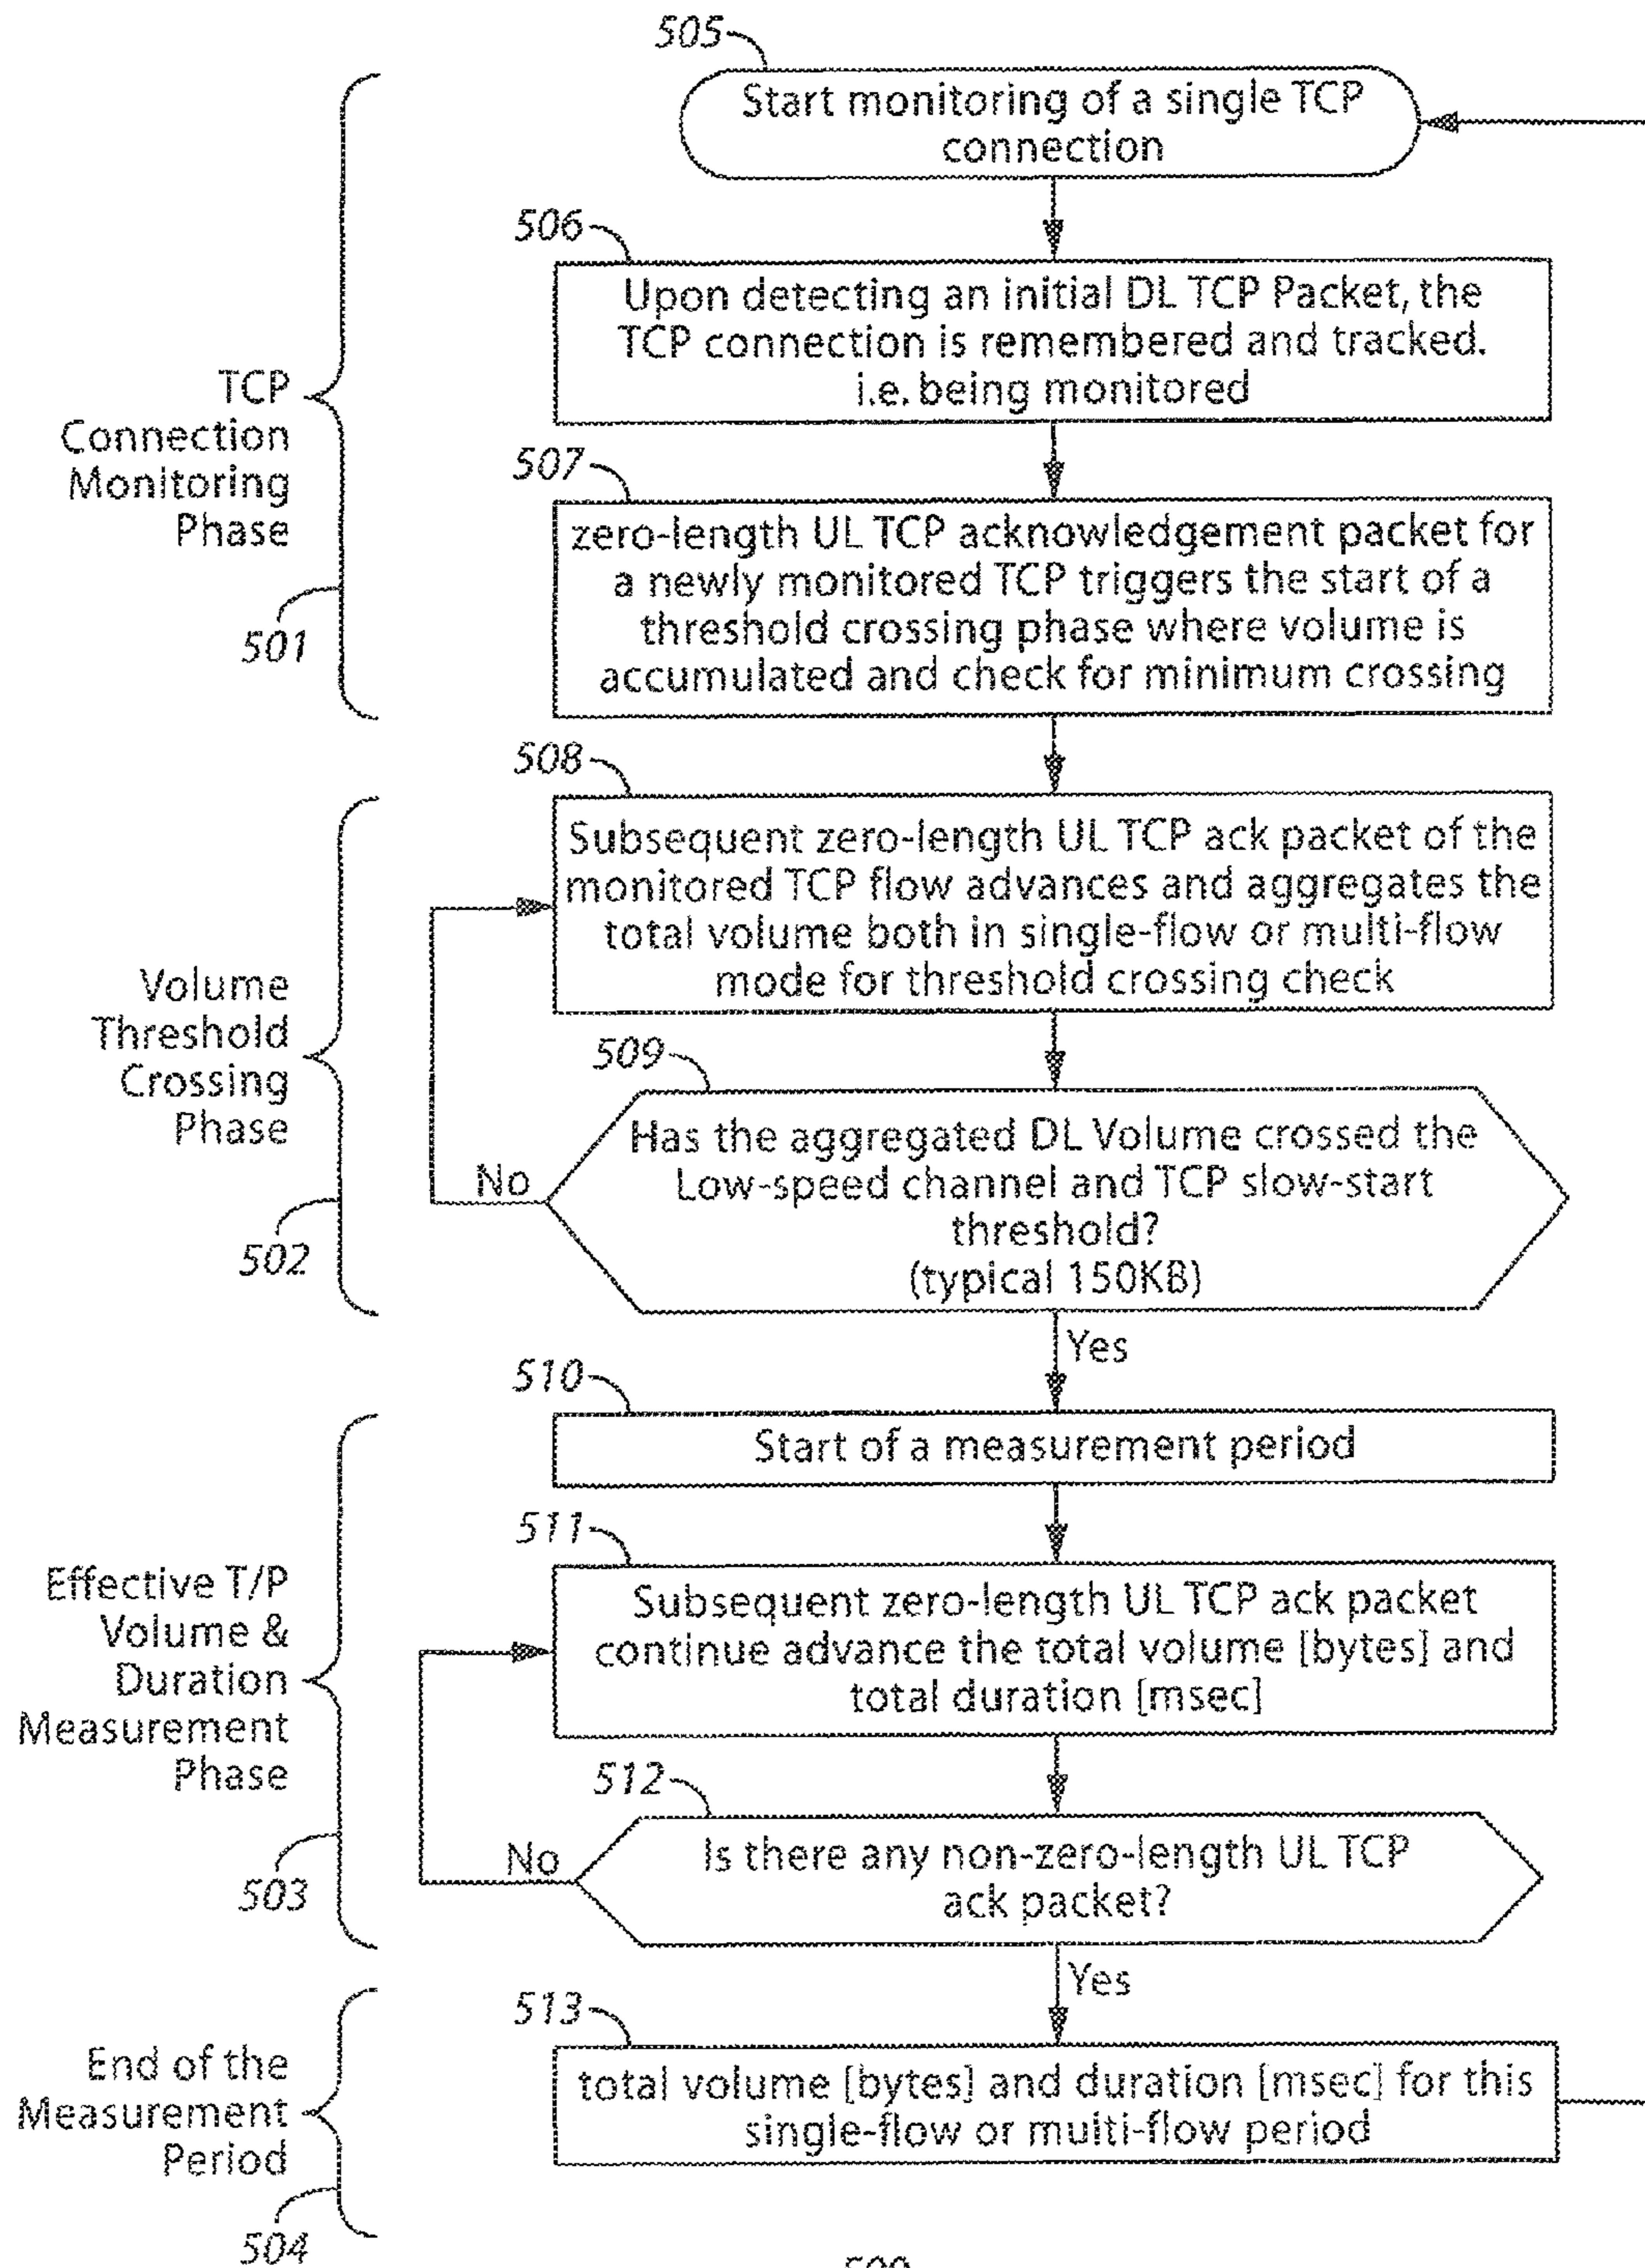 505
Start monitoring of a single TCP
connection
506
Upon detecting an initial DL TCP Packet, the
TCP connection is remembered and tracked.
i.e. being monitored
TCP
Connection
Monitoring
Phase
501
507
zero-length UL TCP acknowledgement packet for
a newly monitored TCP triggers the start of a
threshold crossing phase where volume is
accumulated and check for minimum crossing
508
Subsequent zero-length UL TCP ack packet of the
monitored TCP flow advances and aggregates the
total volume both in single-flow or multi-flow
mode for threshold crossing check
Volume
Threshold
Crossing
Phase
502
509
Has the aggregated DL Volume crossed the
Low-speed channel and TCP slow-start
threshold?
(typical 150KB)
No
Yes
510
Start of a measurement period
511
Subsequent zero-length UL TCP ack packet
continue advance the total volume [bytes] and
total duration [msec]
Effective T/P
Volume &
Duration
Measurement
Phase
503
512
Is there any non-zero-length UL TCP
ack packet?
No
Yes
513
total volume [bytes] and duration [msec] for this
single-flow or multi-flow period
End of the
Measurement
Period
504